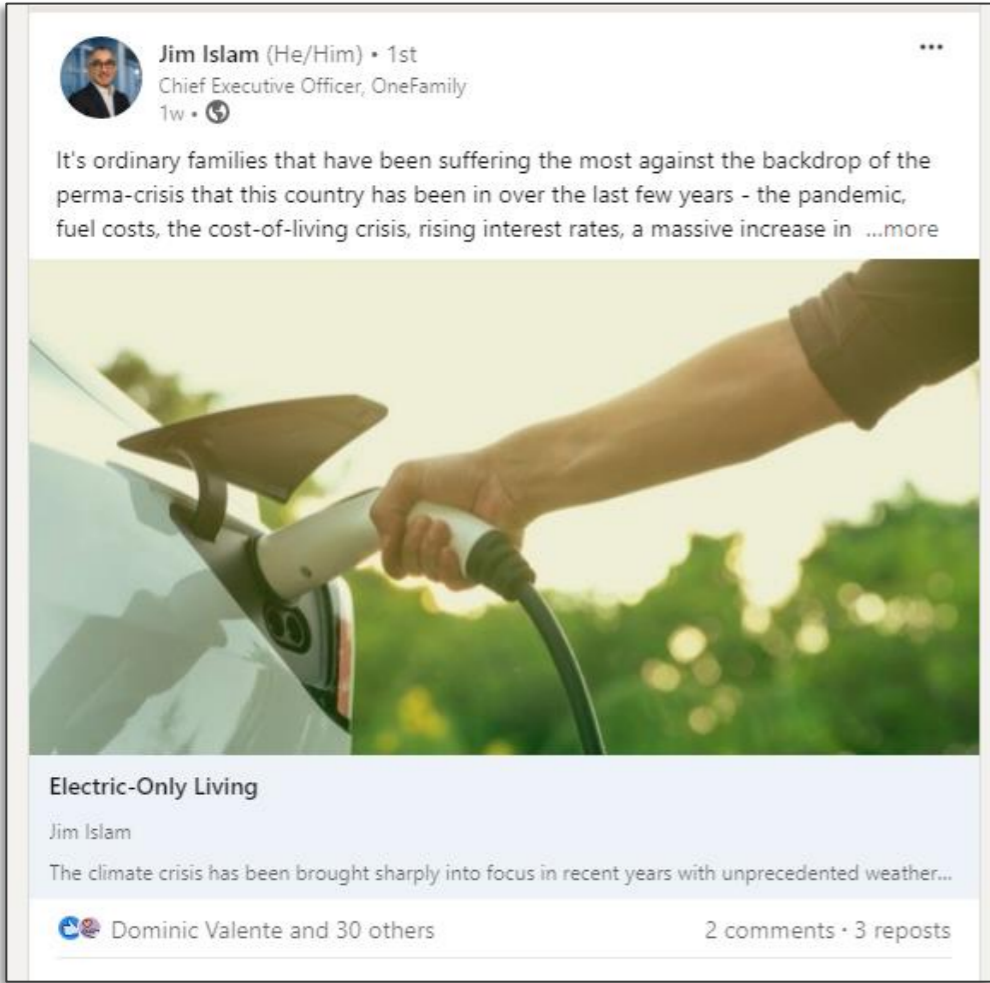 Jim Islam (He/Him) • 1st
Chief Executive Officer, OneFamily
1w •
It's ordinary families that have been suffering the most against the backdrop of the
perma-crisis that this country has been in over the last few years - the pandemic,
fuel costs, the cost-of-living crisis, rising interest rates, a massive increase in ...more
Electric-Only Living
Jim Islam
The climate crisis has been brought sharply into focus in recent years with unprecedented weather...
Dominic Valente and 30 others 2 comments · 3 reposts